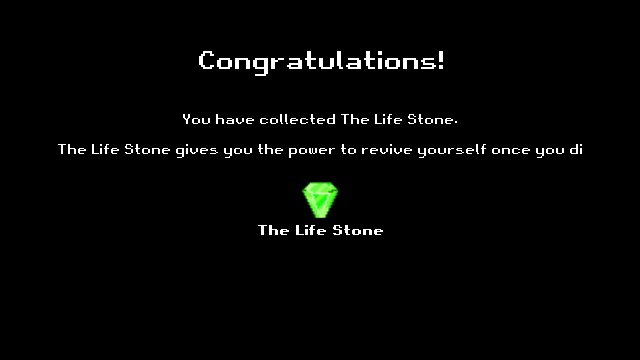 Congratulations!
You have collected The Life Stone.
The Life Stone gives you the power to revive yourself once you di
The Life Stone